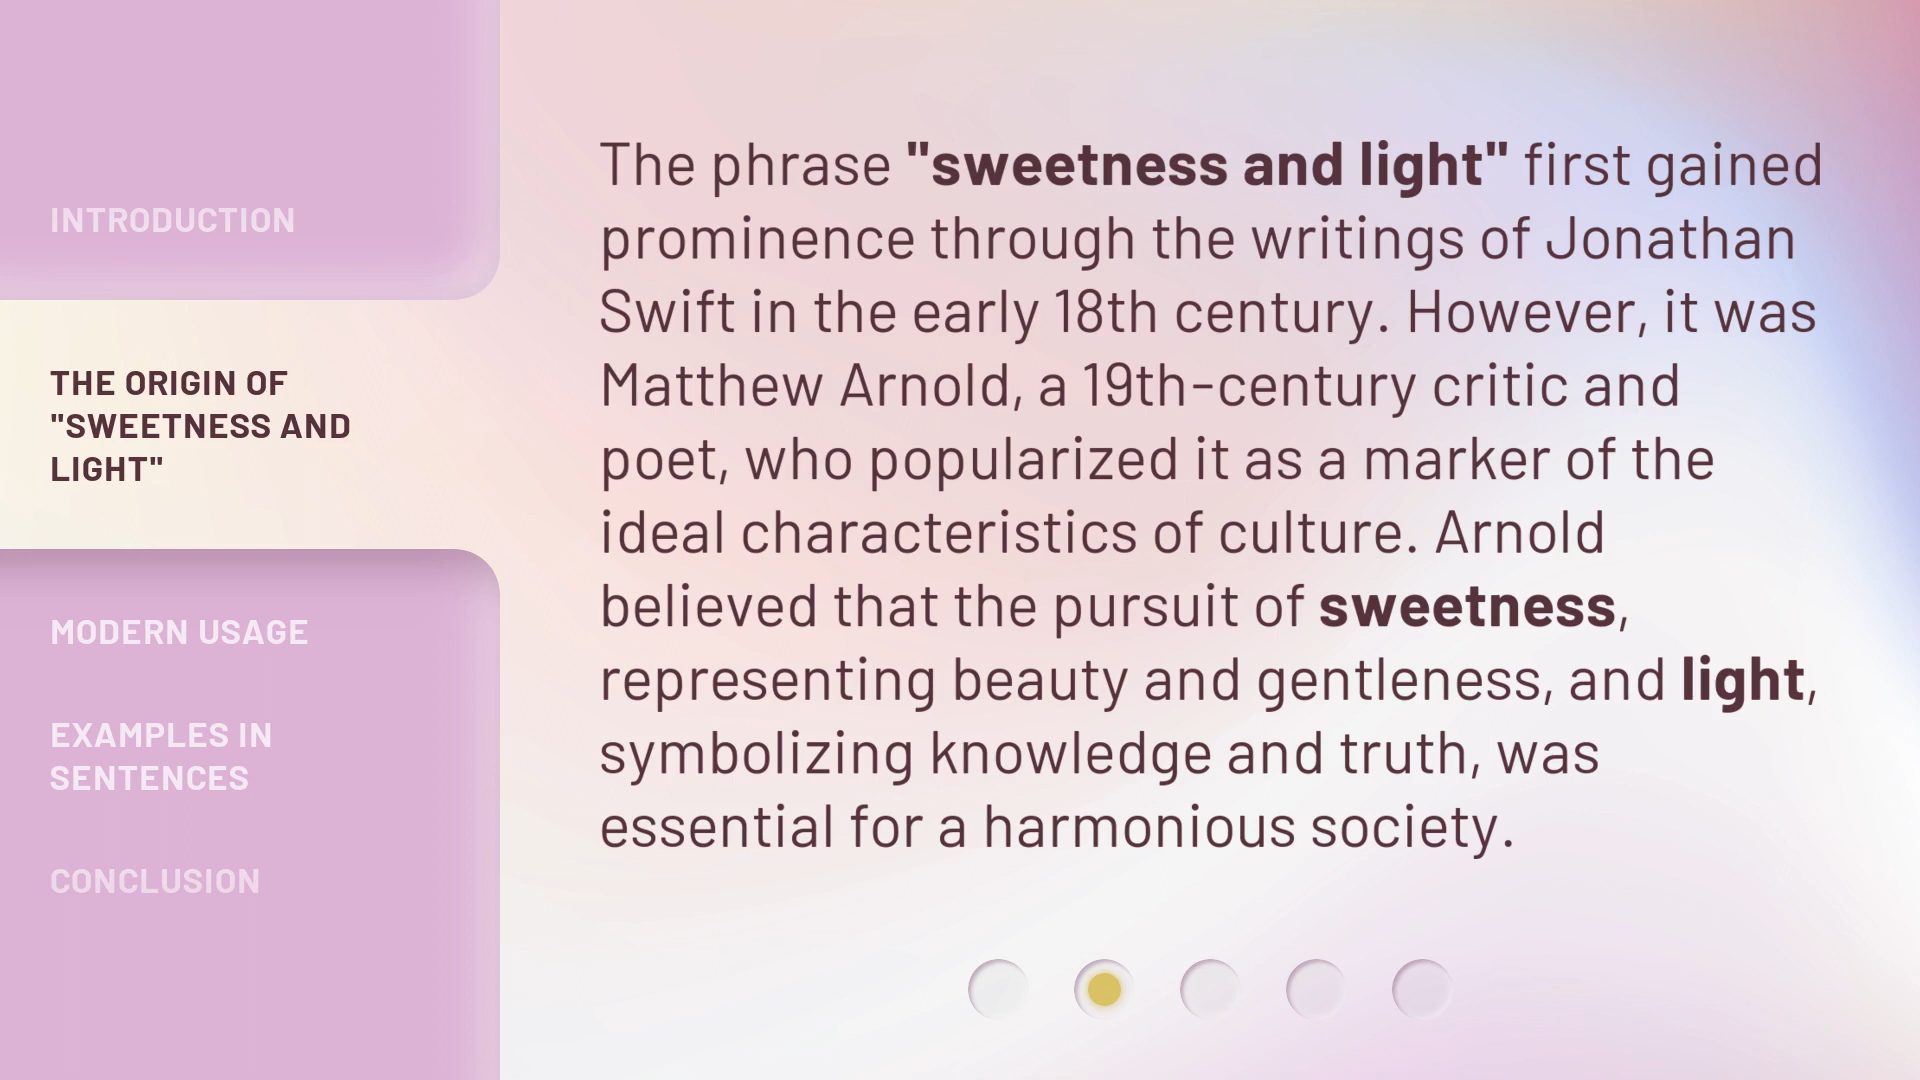 INTRODUCTION
THE ORIGIN OF
"SWEETNESS AND
LIGHT"
MODERN USAGE
EXAMPLES IN
SENTENCES
CONCLUSION
The phrase "sweetness and light" first gained
prominence through the writings of Jonathan
Swift in the early 18th century. However, it was
Matthew Arnold, a 19th-century critic and
poet, who popularized it as a marker of the
ideal characteristics of culture. Arnold
believed that the pursuit of sweetness,
representing beauty and gentleness, and light,
symbolizing knowledge and truth, was
essential for a harmonious society.